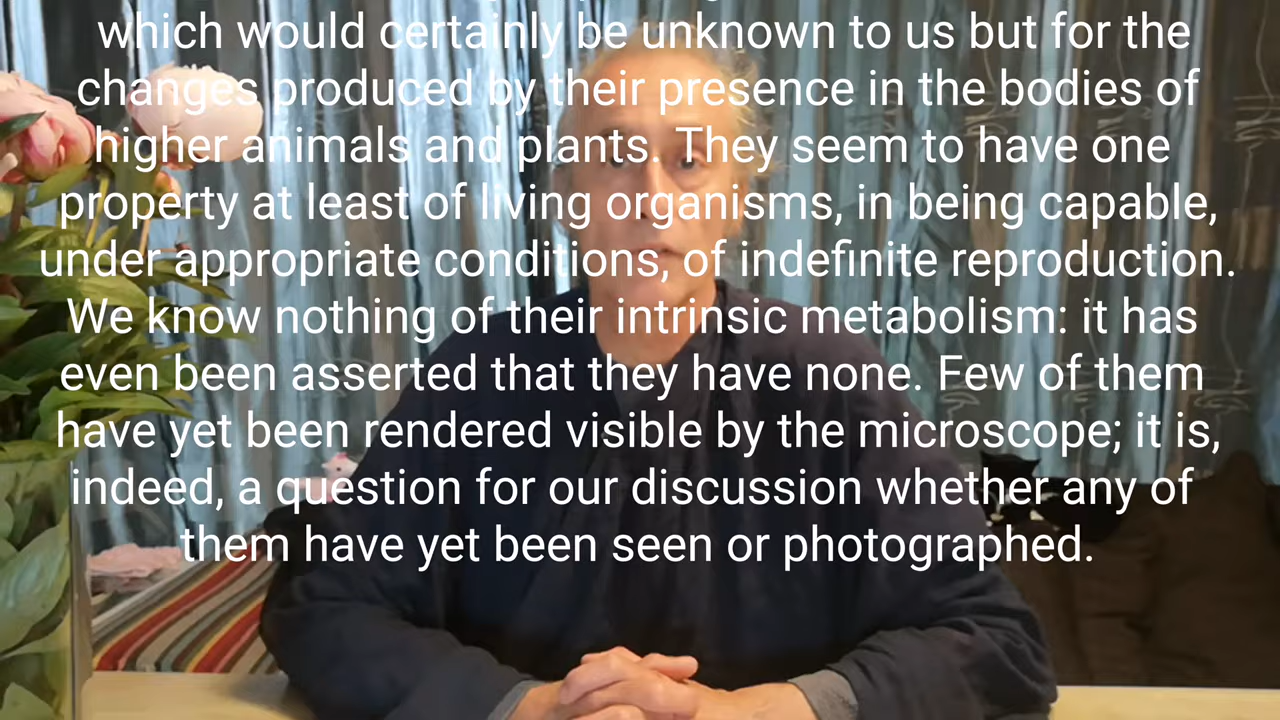 which would certainly be unknown to us but for the
changes produced by their presence in the bodies of
higher animals and plants. They seem to have one
property at least of living organisms, in being capable,
under appropriate conditions, of indefinite reproduction.
We know nothing of their intrinsic metabolism: it has
even been asserted that they have none. Few of them
have yet been rendered visible by the microscope; it is,
indeed, a question for our discussion whether any of
them have yet been seen or photographed.